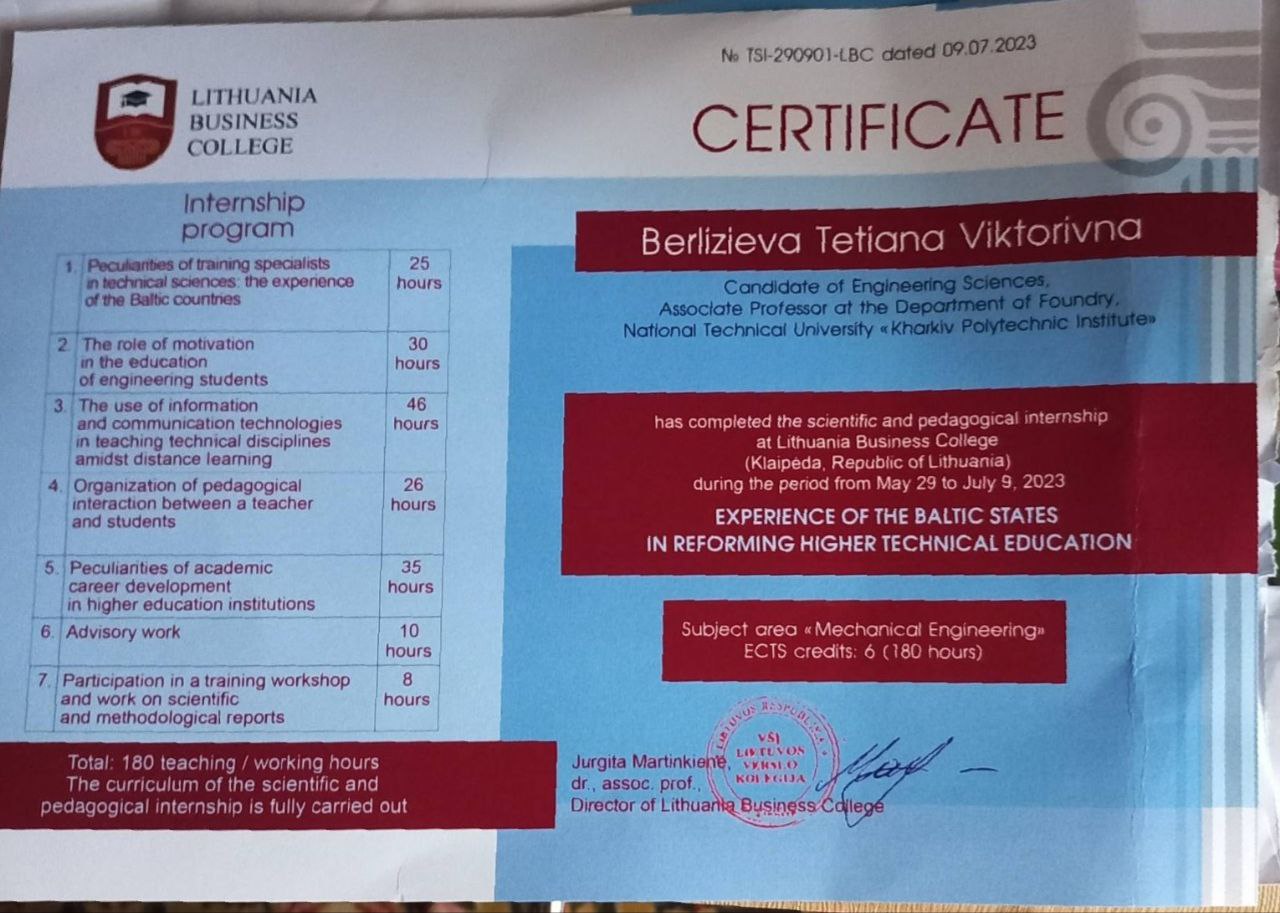 № TSI-290901-LBC dated 09.07.2023
LITHUANIA
BUSINESS
COLLEGE
CERTIFICATE
Internship
program
1. Peculiarities of training specialists
in technical sciences: the experience
of the Baltic countries
25
hours
2. The role of motivation
in the education
of engineering students
30
hours
3. The use of information
and communication technologies
in teaching technical disciplines
amidst distance learning
46
hours
4. Organization of pedagogical
interaction between a teacher
and students
26
hours
5. Peculiarities of academic
career development
in higher education institutions
35
hours
6. Advisory work
10
hours
7. Participation in a training workshop
and work on scientific
and methodological reports
8
hours
Total: 180 teaching / working hours
The curriculum of the scientific and
pedagogical internship is fully carried out
Berlizieva Tetiana Viktorivna
Candidate of Engineering Sciences,
Associate Professor at the Department of Foundry,
National Technical University «Kharkiv Polytechnic Institute»
has completed the scientific and pedagogical internship
at Lithuania Business College
(Klaipėda, Republic of Lithuania)
during the period from May 29 to July 9, 2023
EXPERIENCE OF THE BALTIC STATES
IN REFORMING HIGHER TECHNICAL EDUCATION
Subject area «Mechanical Engineering»
ECTS credits: 6 (180 hours)
Jurgita Martinkienė,
dr., assoc. prof.,
Director of Lithuania Business College
LIETUVOS RESPUBLIKA
VŠĮ
LIETUVOS
VERSLO
KOLEGIJA